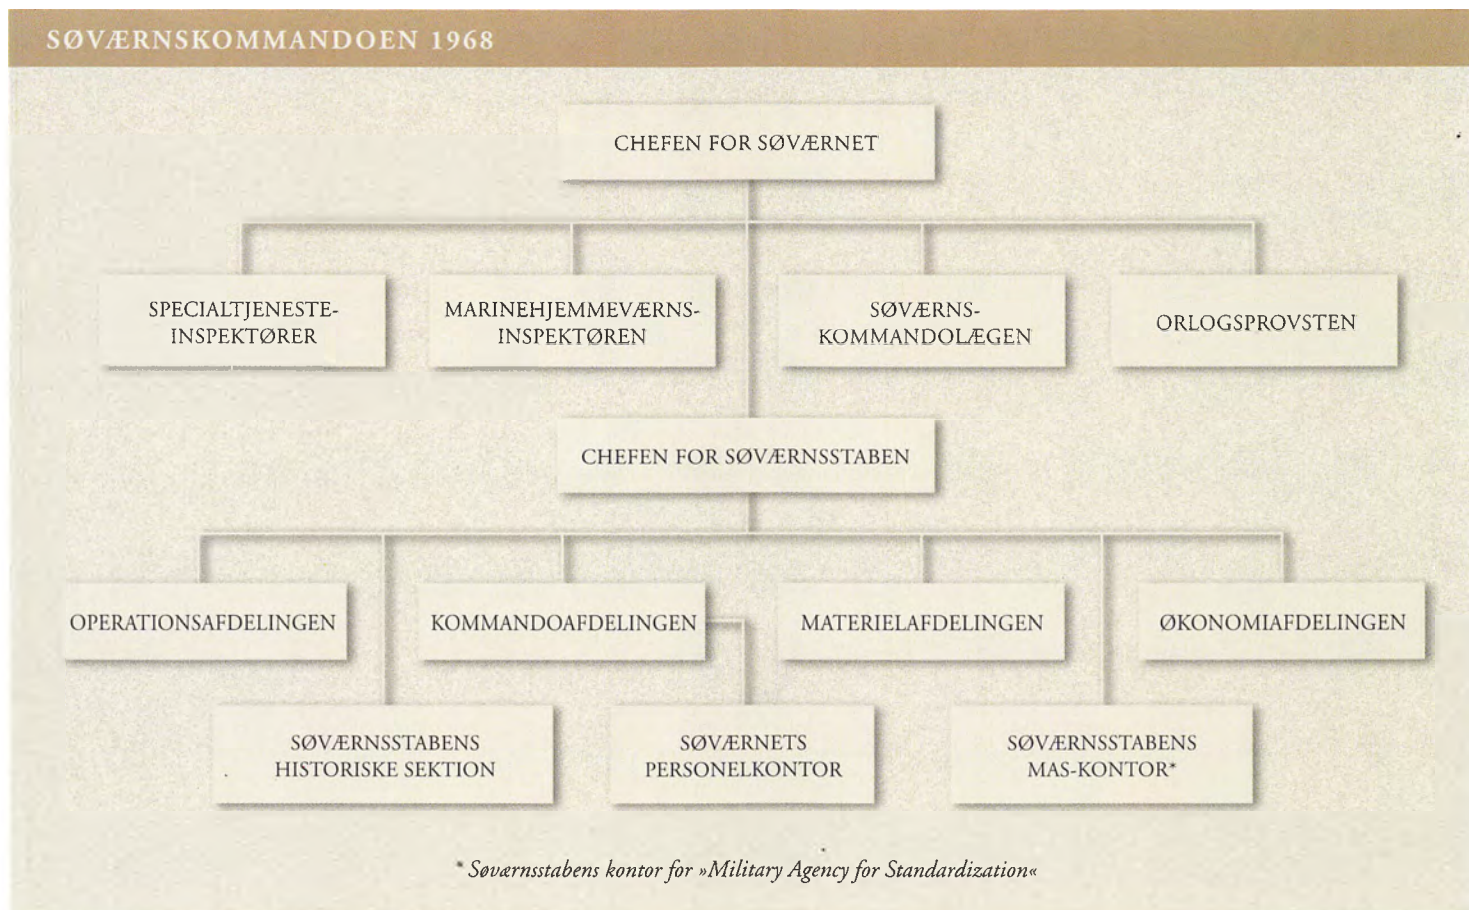 SØVÆRNSKOMMANDOEN 1968
CHEFEN FOR SØVÆRNET
SPECIALTJENESTE-
INSPEKTØRER
MARINEHJEMMEVÆRNS-
INSPEKTØREN
SØVÆRNS-
KOMMANDOLÆGEN
ORLOGSPROVSTEN
CHEFEN FOR SØVÆRNSSTABEN
OPERATIONSAFDELINGEN
KOMMANDOAFDELINGEN
MATERIELAFDELINGEN
ØKONOMIAFDELINGEN
SØVÆRNSSTABENS
HISTORISKE SEKTION
SØVÆRNETS
PERSONELKONTOR
SØVÆRNSSTABENS
MAS-KONTOR*
* Søværnsstabens kontor for »Military Agency for Standardization«